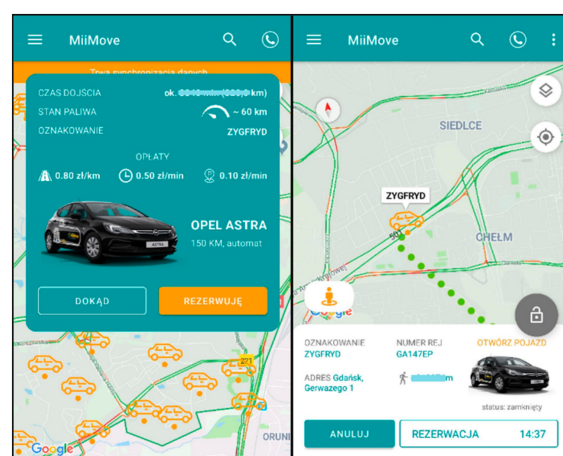 MiiMove
Trwa synchronizacja danych
CZAS DOJŚCIA ok. km)
STAN PALIWA ~ 60 km
OZNAKOWANIE ZYGFRYD
OPŁATY
0.80 zł/km 0.50 zł/min 0.10 zł/min
OPEL ASTRA
150 KM, automat
ASTRA
DOKĄD REZERWUJĘ
221
ORUNI
Google
MiiMove
SIEDLCE
ZYGFRYD
CHEŁM
Google
OZNAKOWANIE NUMER REJ OTWÓRZ POJAZD
ZYGFRYD GA147EP
ADRES Gdańsk, m
Gerwazego 1
status: zamknięty
ANULUJ REZERWACJA 14:37